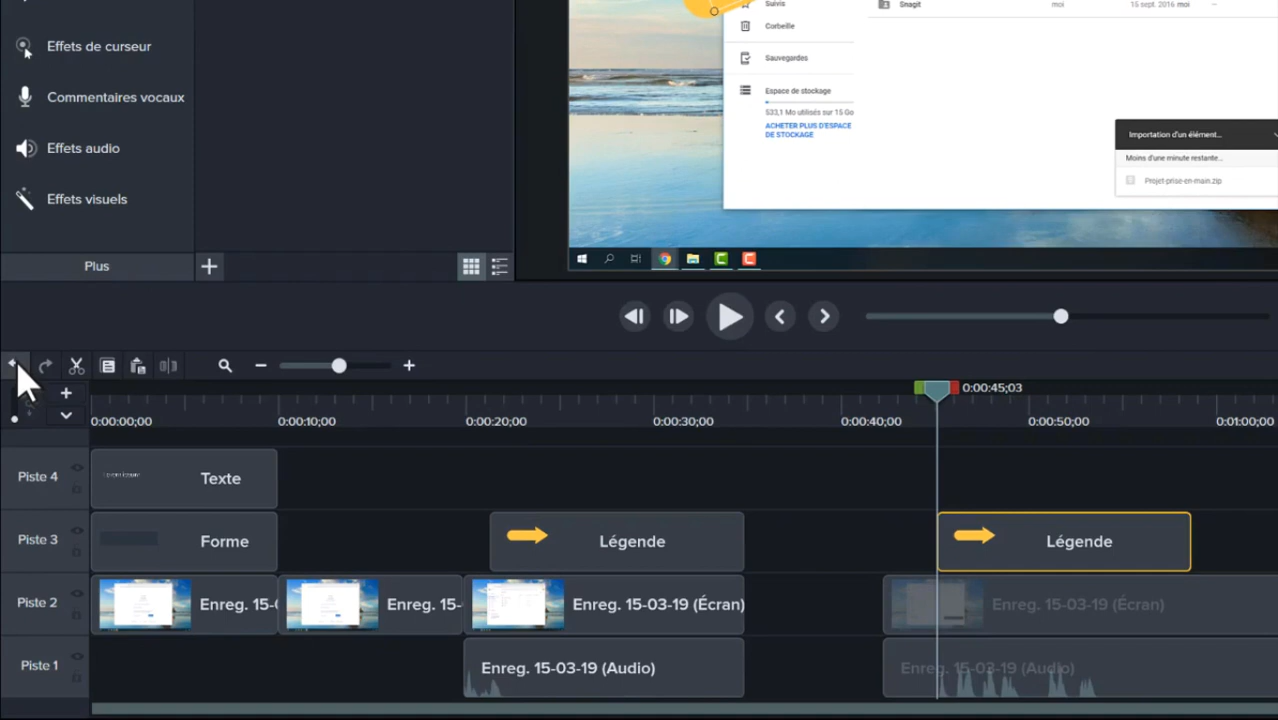 Suivis
Snagit moi 15 sept. 2016 moi –
Effets de curseur
Corbeille
Sauvegardes
Commentaires vocaux
Espace de stockage
533,1 Mo utilisés sur 15 Go
ACHETER PLUS D'ESPACE
DE STOCKAGE
Importation d'un élément...
Moins d'une minute restante...
Projet-prise-en-main.zip
Effets audio
Effets visuels
Plus
0:00:45;03
0:00:00;00 0:00:10;00 0:00:20;00 0:00:30;00 0:00:40;00 0:00:50;00 0:01:00;00
Piste 4 Texte
Piste 3 Forme Légende Légende
Piste 2 Enreg. 15-0 Enreg. 15- Enreg. 15-03-19 (Écran) Enreg. 15-03-19 (Écran)
Piste 1 Enreg. 15-03-19 (Audio) Enreg. 15-03-19 (Audio)